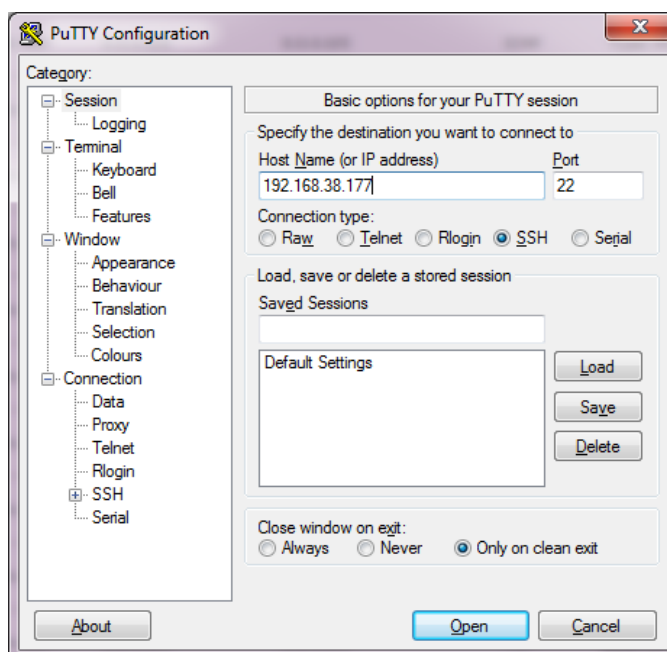 PuTTY Configuration
Category:
Session
Logging
Terminal
Keyboard
Bell
Features
Window
Appearance
Behaviour
Translation
Selection
Colours
Connection
Data
Proxy
Telnet
Rlogin
SSH
Serial
Basic options for your PuTTY session
Specify the destination you want to connect to
Host Name (or IP address) Port
192.168.38.177 22
Connection type:
Raw Telnet Rlogin SSH Serial
Load, save or delete a stored session
Saved Sessions
Default Settings
Load
Save
Delete
Close window on exit:
Always Never Only on clean exit
About Open Cancel